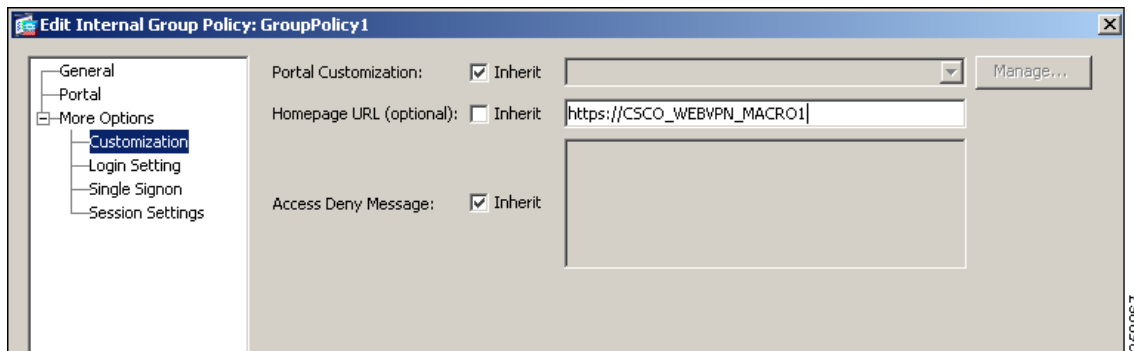 Edit Internal Group Policy: GroupPolicy1
General
Portal
More Options
Customization
Login Setting
Single Signon
Session Settings
Portal Customization: Inherit Manage...
Homepage URL (optional): Inherit https://CSCO_WEBVPN_MACRO1
Access Deny Message: Inherit